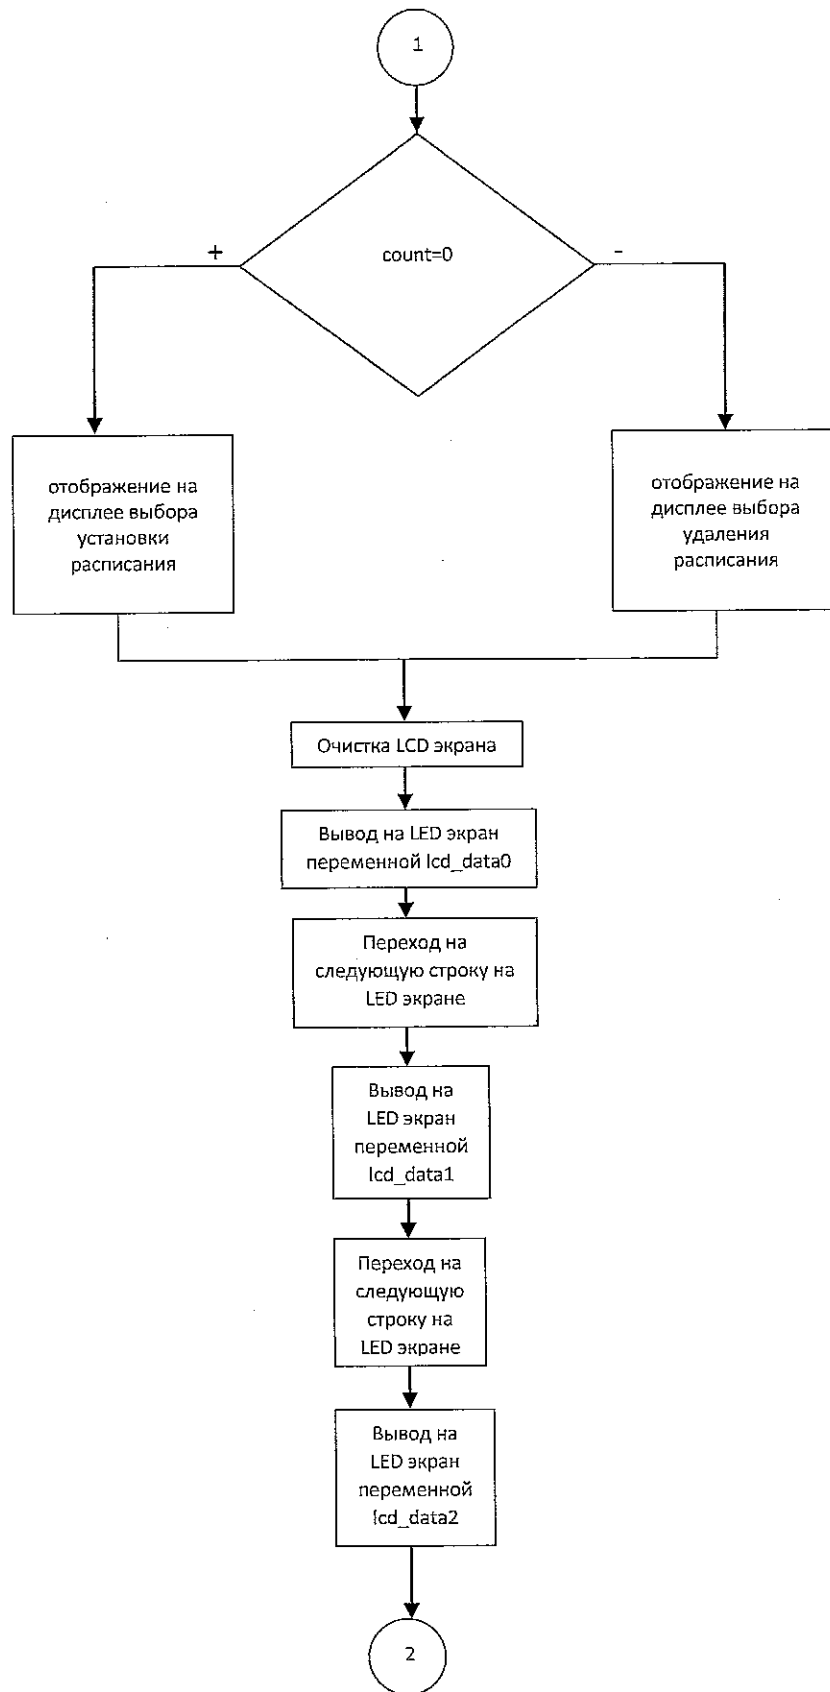 1
count=0
+
-
отображение на
дисплее выбора
установки
расписания
отображение на
дисплее выбора
удаления
расписания
Очистка LCD экрана
Вывод на LED экран
переменной lcd_data0
Переход на
следующую строку на
LED экране
Вывод на
LED экран
переменной
lcd_data1
Переход на
следующую
строку на
LED экране
Вывод на
LED экран
переменной
lcd_data2
2